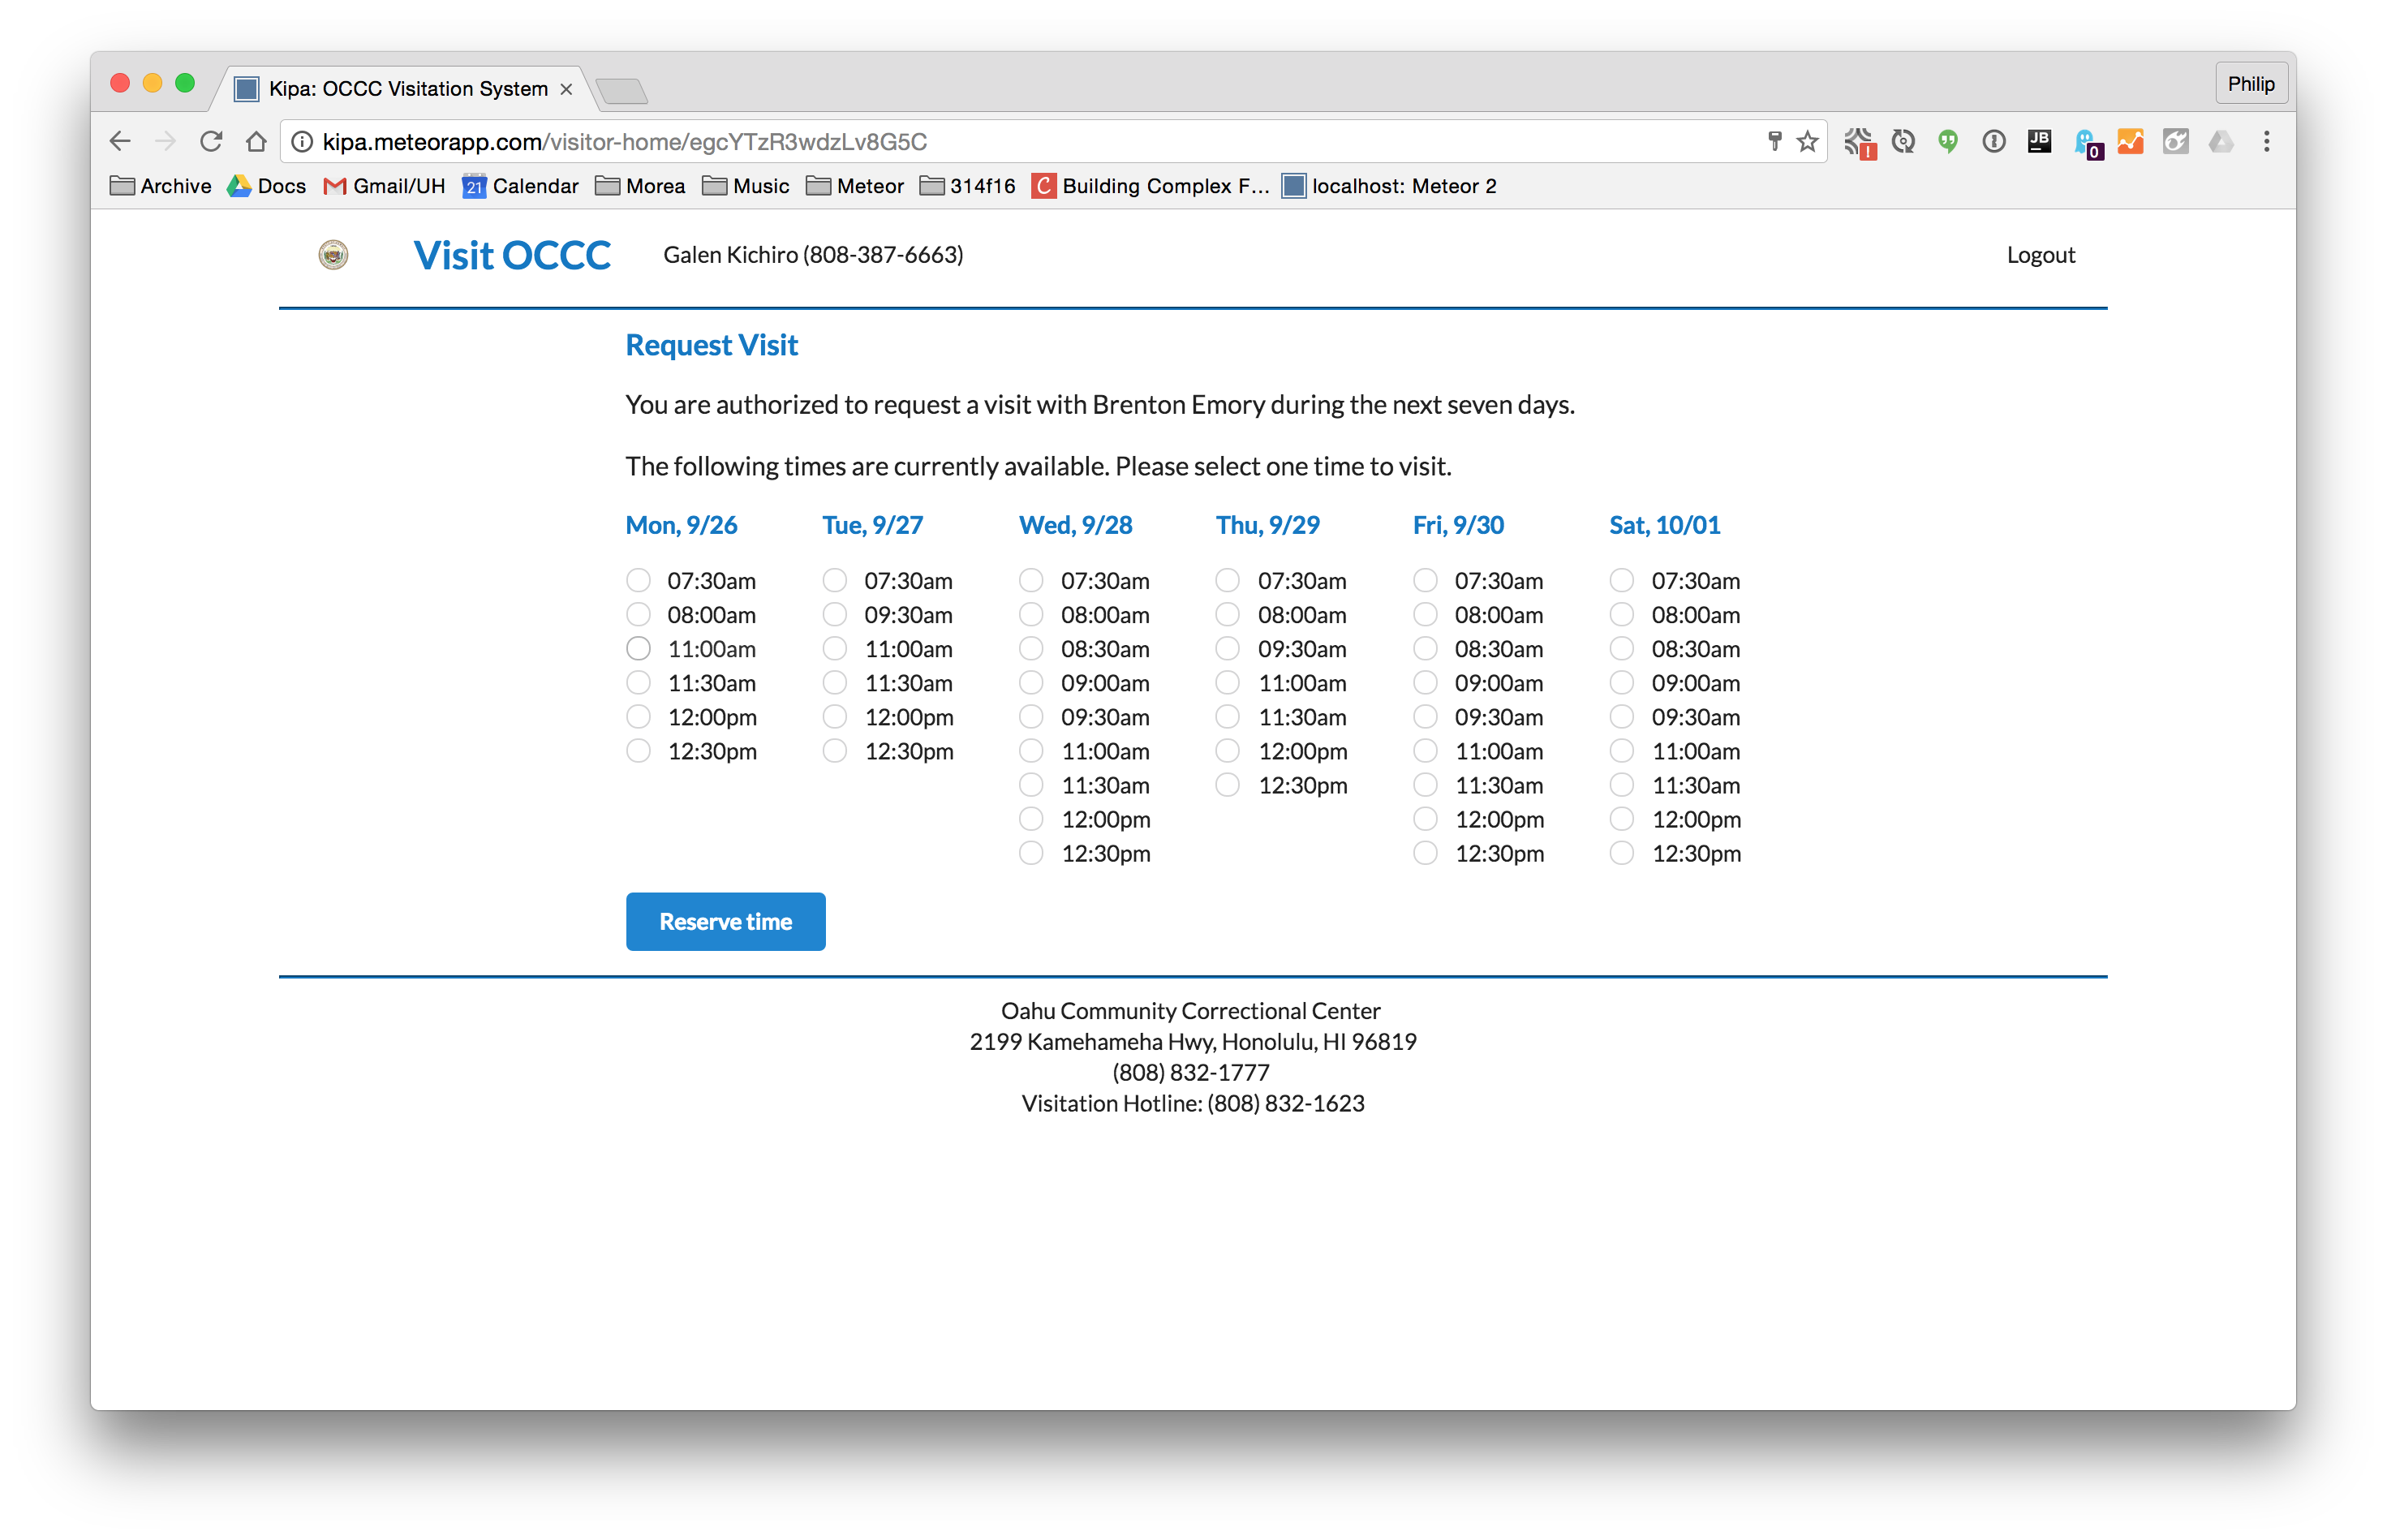 Kipa: OCCC Visitation System
Philip
kipa.meteorapp.com/visitor-home/egcYTzR3wdzLv8G5C
JB
0
Archive Docs Gmail/UH 21 Calendar Morea Music Meteor 314f16 C Building Complex F... localhost: Meteor 2
Visit OCCC Galen Kichiro (808-387-6663) Logout
Request Visit
You are authorized to request a visit with Brenton Emory during the next seven days.
The following times are currently available. Please select one time to visit.
Mon, 9/26 Tue, 9/27 Wed, 9/28 Thu, 9/29 Fri, 9/30 Sat, 10/01
07:30am 07:30am 07:30am 07:30am 07:30am 07:30am
08:00am 09:30am 08:00am 08:00am 08:00am 08:00am
11:00am 11:00am 08:30am 09:30am 08:30am 08:30am
11:30am 11:30am 09:00am 11:00am 09:00am 09:00am
12:00pm 12:00pm 09:30am 11:30am 09:30am 09:30am
12:30pm 12:30pm 11:00am 12:00pm 11:00am 11:00am
11:30am 12:30pm 11:30am 11:30am
12:00pm 12:00pm 12:00pm
12:30pm 12:30pm 12:30pm
Reserve time
Oahu Community Correctional Center
2199 Kamehameha Hwy, Honolulu, HI 96819
(808) 832-1777
Visitation Hotline: (808) 832-1623